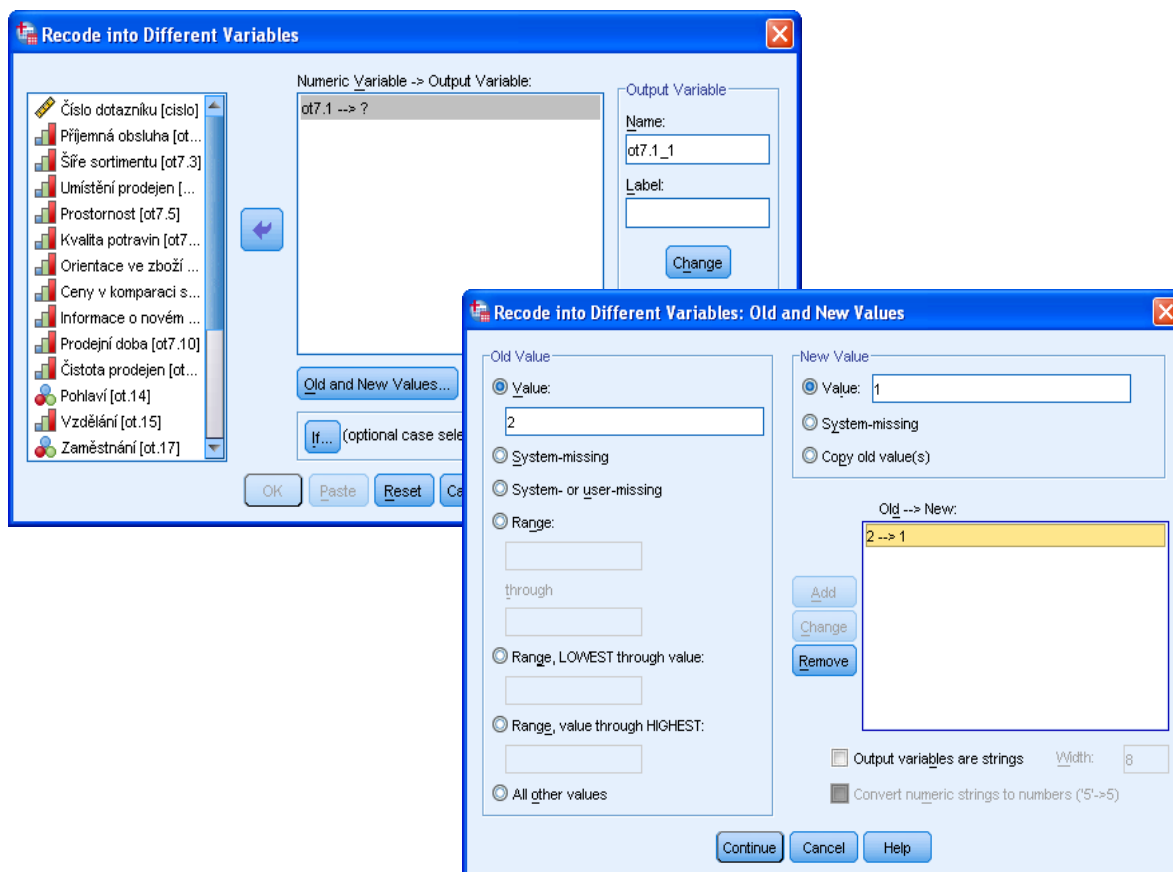 Recode into Different Variables
Číslo dotazníku [cislo]
Příjemná obsluha [ot...
Šíře sortimentu [ot7.3]
Umístění prodejen [...
Prostornost [ot7.5]
Kvalita potravin [ot7...
Orientace ve zboží ...
Ceny v komparaci s...
Informace o novém ...
Prodejní doba [ot7.10]
Čistota prodejen [ot...
Pohlaví [ot.14]
Vzdělání [ot.15]
Zaměstnání [ot.17]
Numeric Variable -> Output Variable:
ot7.1 --> ?
Output Variable
Name:
ot7.1_1
Label:
Change
Old and New Values...
If... (optional case sele
OK Paste Reset Ca
Recode into Different Variables: Old and New Values
Old Value
Value:
2
System-missing
System- or user-missing
Range:
through
Range, LOWEST through value:
Range, value through HIGHEST:
All other values
New Value
Value: 1
System-missing
Copy old value(s)
Old --> New:
2 --> 1
Add
Change
Remove
Output variables are strings Width: 8
Convert numeric strings to numbers ('5'->5)
Continue Cancel Help